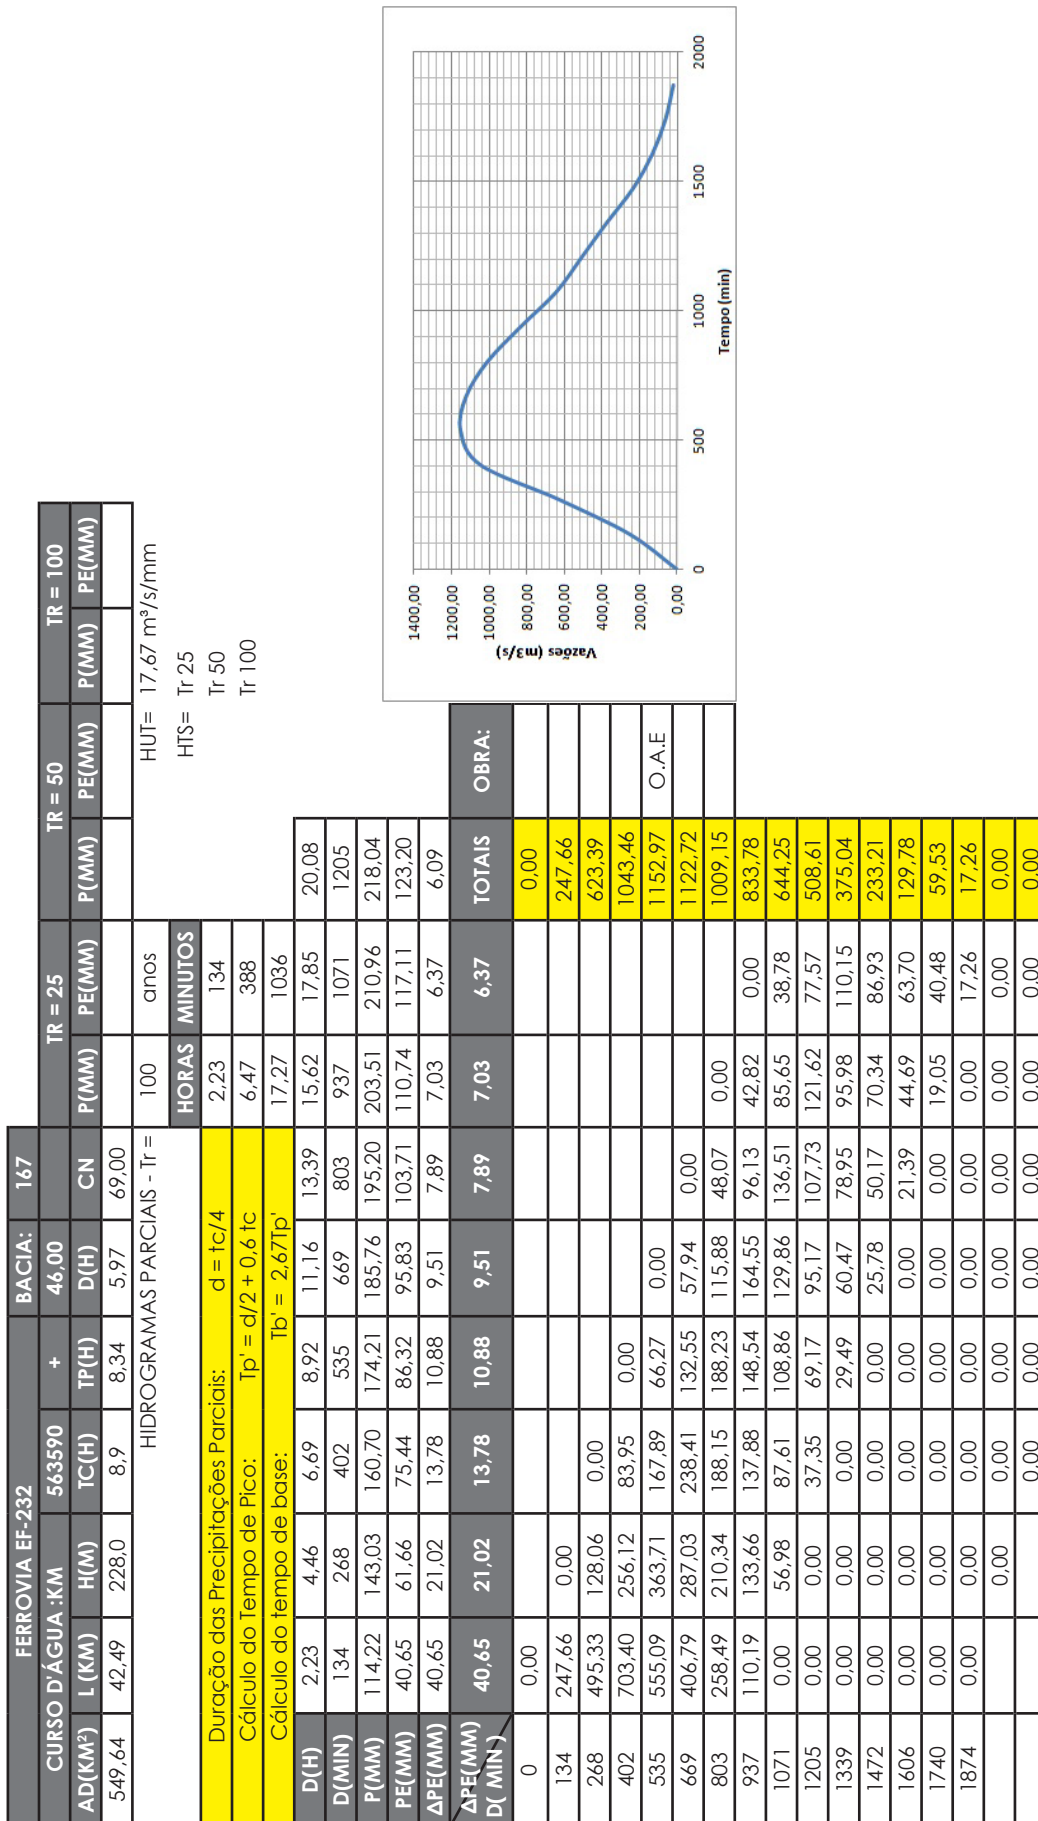 FERROVIA EF-232 BACIA: 167
CURSO D'ÁGUA :KM 563590 + 46,00 TR = 25 TR = 50 TR = 100
AD(KM²) L (KM) H(M) TC(H) TP(H) D(H) CN P(MM) PE(MM) P(MM) PE(MM) P(MM) PE(MM)
549,64 42,49 228,0 8,9 8,34 5,97 69,00
HIDROGRAMAS PARCIAIS - Tr = 100 anos HUT= 17,67 m³/s/mm
HORAS MINUTOS HTS= Tr 25
Duração das Precipitações Parciais: d = tc/4 2,23 134 Tr 50
Cálculo do Tempo de Pico: Tp' = d/2 + 0,6 tc 6,47 388 Tr 100
Cálculo do tempo de base: Tb' = 2,67Tp' 17,27 1036
D(H) 2,23 4,46 6,69 8,92 11,16 13,39 15,62 17,85 20,08
D(MIN) 134 268 402 535 669 803 937 1071 1205
P(MM) 114,22 143,03 160,70 174,21 185,76 195,20 203,51 210,96 218,04
PE(MM) 40,65 61,66 75,44 86,32 95,83 103,71 110,74 117,11 123,20
ΔPE(MM) 40,65 21,02 13,78 10,88 9,51 7,89 7,03 6,37 6,09
ΔPE(MM) D( MIN ) 40,65 21,02 13,78 10,88 9,51 7,89 7,03 6,37 TOTAIS OBRA:
0 0,00 0,00
134 247,66 0,00 247,66
268 495,33 128,06 0,00 623,39
402 703,40 256,12 83,95 0,00 1043,46
535 555,09 363,71 167,89 66,27 0,00 1152,97 O.A.E
669 406,79 287,03 238,41 132,55 57,94 0,00 1122,72
803 258,49 210,34 188,15 188,23 115,88 48,07 0,00 1009,15
937 110,19 133,66 137,88 148,54 164,55 96,13 42,82 0,00 833,78
1071 0,00 56,98 87,61 108,86 129,86 136,51 85,65 38,78 644,25
1205 0,00 0,00 37,35 69,17 95,17 107,73 121,62 77,57 508,61
1339 0,00 0,00 0,00 29,49 60,47 78,95 95,98 110,15 375,04
1472 0,00 0,00 0,00 0,00 25,78 50,17 70,34 86,93 233,21
1606 0,00 0,00 0,00 0,00 0,00 21,39 44,69 63,70 129,78
1740 0,00 0,00 0,00 0,00 0,00 0,00 19,05 40,48 59,53
1874 0,00 0,00 0,00 0,00 0,00 0,00 0,00 17,26 17,26
0,00 0,00 0,00 0,00 0,00 0,00 0,00 0,00
0,00 0,00 0,00 0,00 0,00 0,00 0,00
Vazões (m3/s)
1400,00
1200,00
1000,00
800,00
600,00
400,00
200,00
0,00
0 500 1000 1500 2000
Tempo (min)